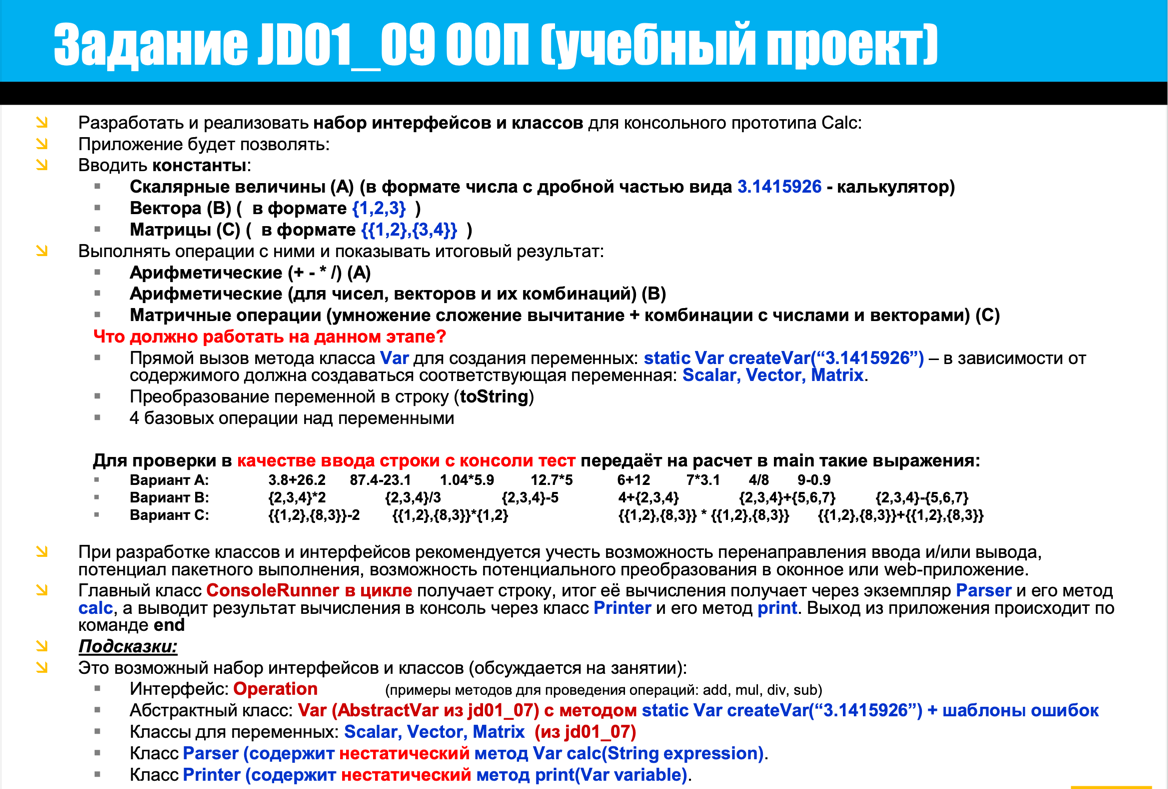 Задание JD01_09 ООП (учебный проект)
Разработать и реализовать набор интерфейсов и классов для консольного прототипа Calc:
Приложение будет позволять:
Вводить константы:
Скалярные величины (A) (в формате числа с дробной частью вида 3.1415926 - калькулятор)
Вектора (B) ( в формате {1,2,3} )
Матрицы (C) ( в формате {{1,2},{3,4}} )
Выполнять операции с ними и показывать итоговый результат:
Арифметические (+ - * /) (A)
Арифметические (для чисел, векторов и их комбинаций) (B)
Матричные операции (умножение сложение вычитание + комбинации с числами и векторами) (C)
Что должно работать на данном этапе?
Прямой вызов метода класса Var для создания переменных: static Var createVar(“3.1415926”) – в зависимости от
содержимого должна создаваться соответствующая переменная: Scalar, Vector, Matrix.
Преобразование переменной в строку (toString)
4 базовых операции над переменными
Для проверки в качестве ввода строки с консоли тест передаёт на расчет в main такие выражения:
Вариант A: 3.8+26.2 87.4-23.1 1.04*5.9 12.7*5 6+12 7*3.1 4/8 9-0.9
Вариант B: {2,3,4}*2 {2,3,4}/3 {2,3,4}-5 4+{2,3,4} {2,3,4}+{5,6,7} {2,3,4}-{5,6,7}
Вариант C: {{1,2},{8,3}}-2 {{1,2},{8,3}}*{1,2} {{1,2},{8,3}} * {{1,2},{8,3}} {{1,2},{8,3}}+{{1,2},{8,3}}
При разработке классов и интерфейсов рекомендуется учесть возможность перенаправления ввода и/или вывода,
потенциал пакетного выполнения, возможность потенциального преобразования в оконное или web-приложение.
Главный класс ConsoleRunner в цикле получает строку, итог её вычисления получает через экземпляр Parser и его метод
calc, а выводит результат вычисления в консоль через класс Printer и его метод print. Выход из приложения происходит по
команде end
Подсказки:
Это возможный набор интерфейсов и классов (обсуждается на занятии):
Интерфейс: Operation (примеры методов для проведения операций: add, mul, div, sub)
Абстрактный класс: Var (AbstractVar из jd01_07) с методом static Var createVar(“3.1415926”) + шаблоны ошибок
Классы для переменных: Scalar, Vector, Matrix (из jd01_07)
Класс Parser (содержит нестатический метод Var calc(String expression).
Класс Printer (содержит нестатический метод print(Var variable).